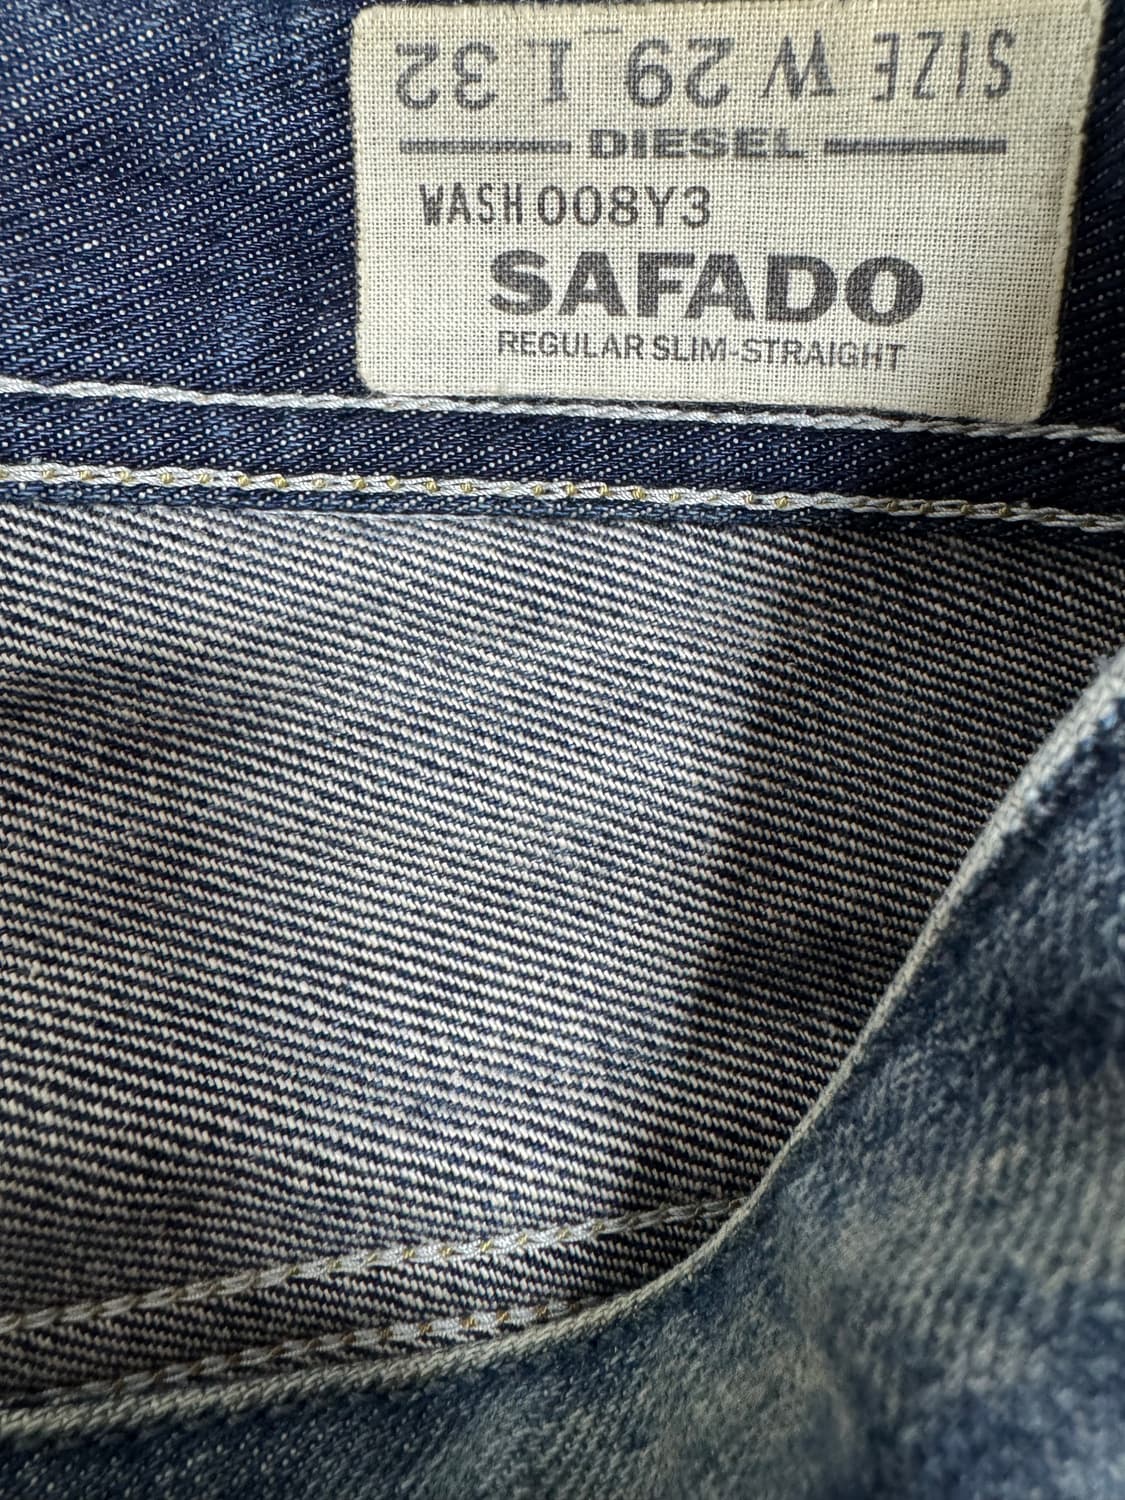 SIZE W 29 L 32
DIESEL
WASH 008Y3
SAFADO
REGULAR SLIM-STRAIGHT